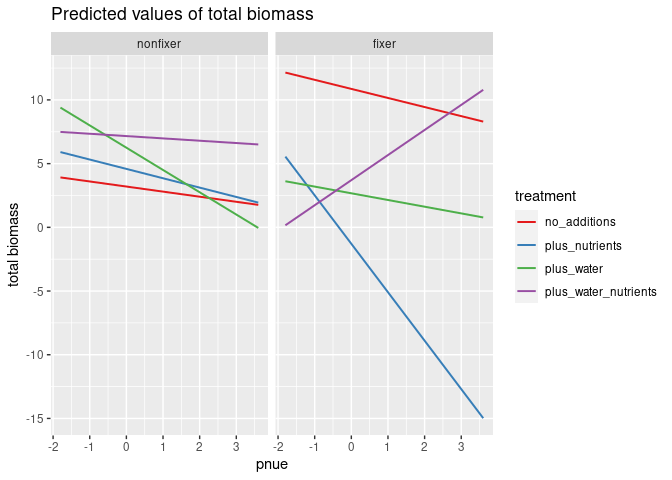 Predicted values of total biomass
nonfixer
fixer
total biomass
10
5
0
-5
-10
-15
-2 -1 0 1 2 3
-2 -1 0 1 2 3
pnue
treatment
no_additions
plus_nutrients
plus_water
plus_water_nutrients